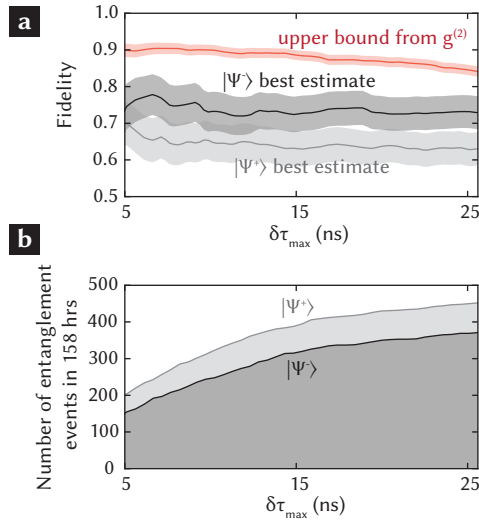 a
1.0
0.9
0.8
0.7
0.6
0.5
Fidelity
upper bound from g⁽²⁾
|Ψ⁻⟩ best estimate
|Ψ⁺⟩ best estimate
5 15 25
δτmax (ns)
b
500
400
300
200
100
0
Number of entanglement
events in 158 hrs
|Ψ⁺⟩
|Ψ⁻⟩
5 15 25
δτmax (ns)